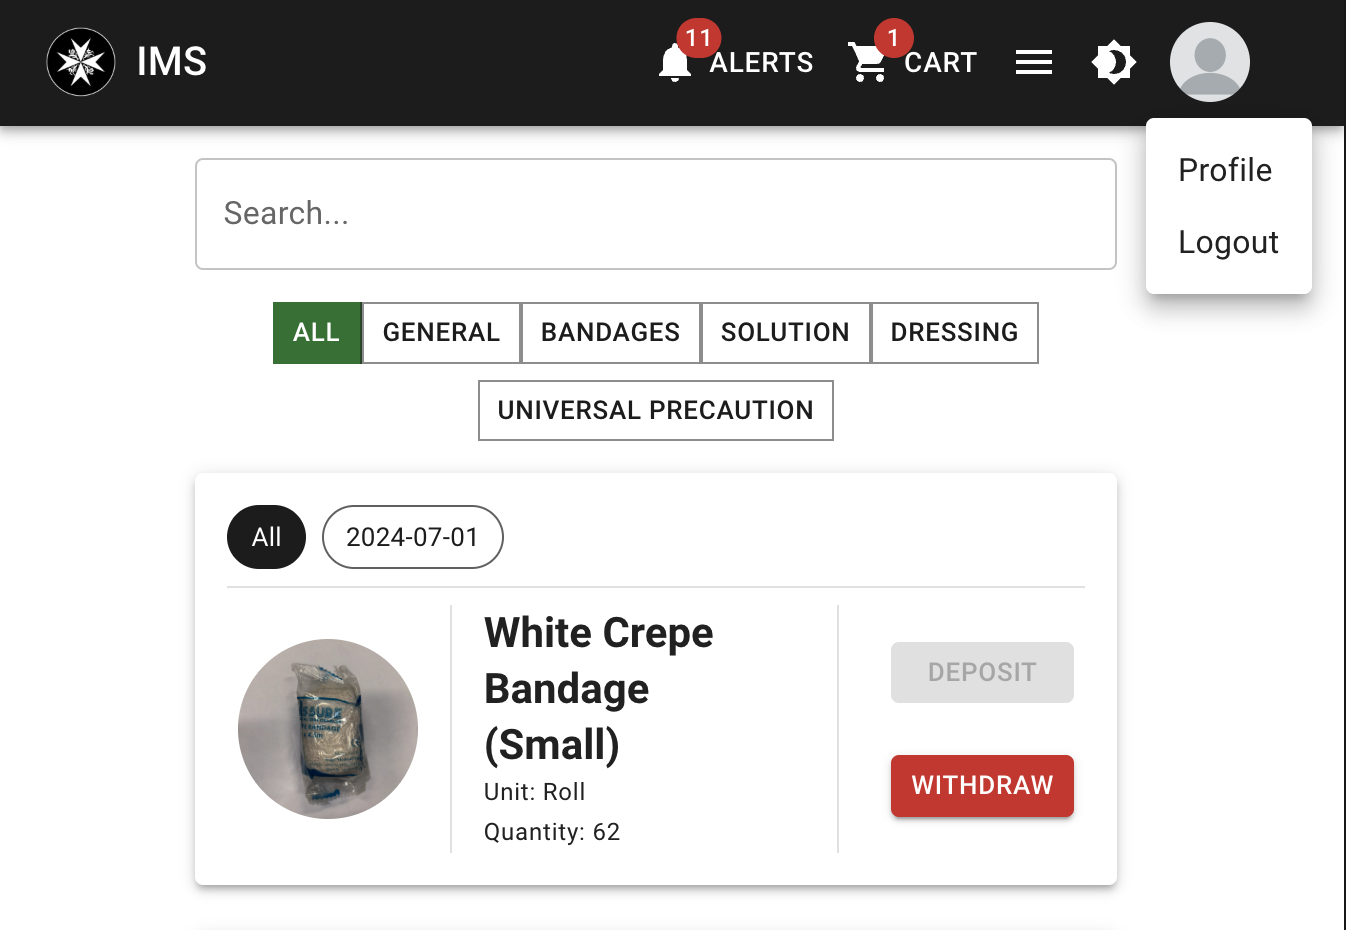 IMS
11
ALERTS
1
CART
Profile
Logout
Search...
ALL
GENERAL
BANDAGES
SOLUTION
DRESSING
UNIVERSAL PRECAUTION
All
2024-07-01
White Crepe
Bandage
(Small)
Unit: Roll
Quantity: 62
DEPOSIT
WITHDRAW